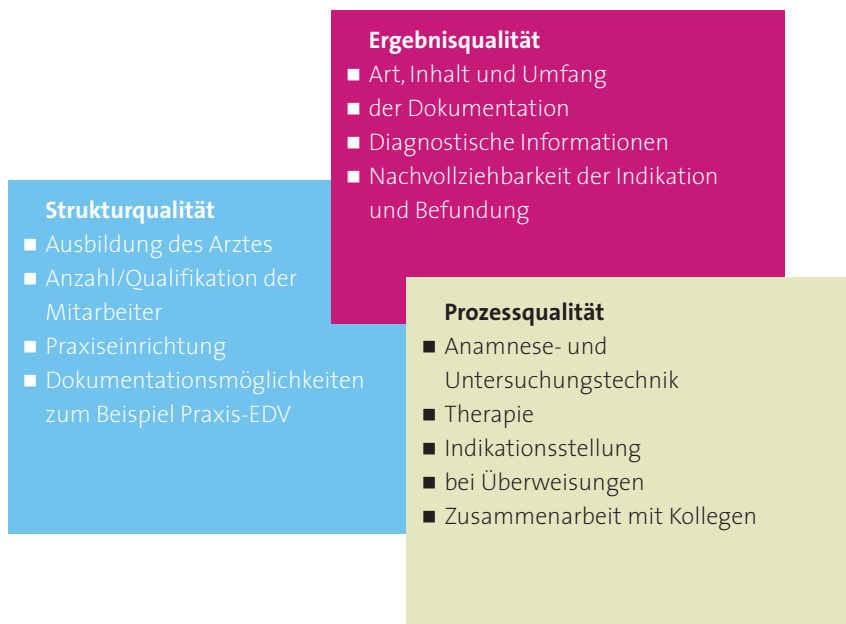 Ergebnisqualität
■ Art, Inhalt und Umfang
■ der Dokumentation
■ Diagnostische Informationen
■ Nachvollziehbarkeit der Indikation
und Befundung
Strukturqualität
■ Ausbildung des Arztes
■ Anzahl/Qualifikation der
Mitarbeiter
■ Praxiseinrichtung
■ Dokumentationsmöglichkeiten
zum Beispiel Praxis-EDV
Prozessqualität
■ Anamnese- und
Untersuchungstechnik
■ Therapie
■ Indikationsstellung
■ bei Überweisungen
■ Zusammenarbeit mit Kollegen